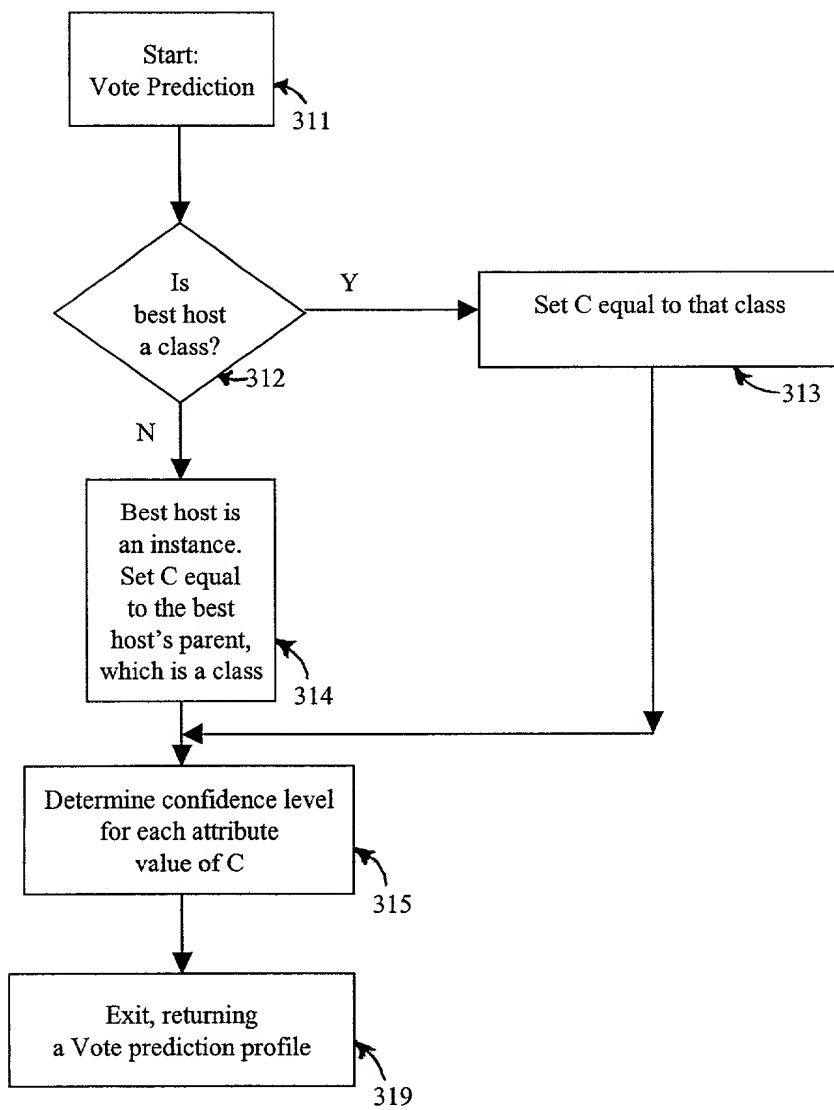 Start:
Vote Prediction
311
Is
best host
a class?
312
Y
Set C equal to that class
313
N
Best host is
an instance.
Set C equal
to the best
host's parent,
which is a class
314
Determine confidence level
for each attribute
value of C
315
Exit, returning
a Vote prediction profile
319